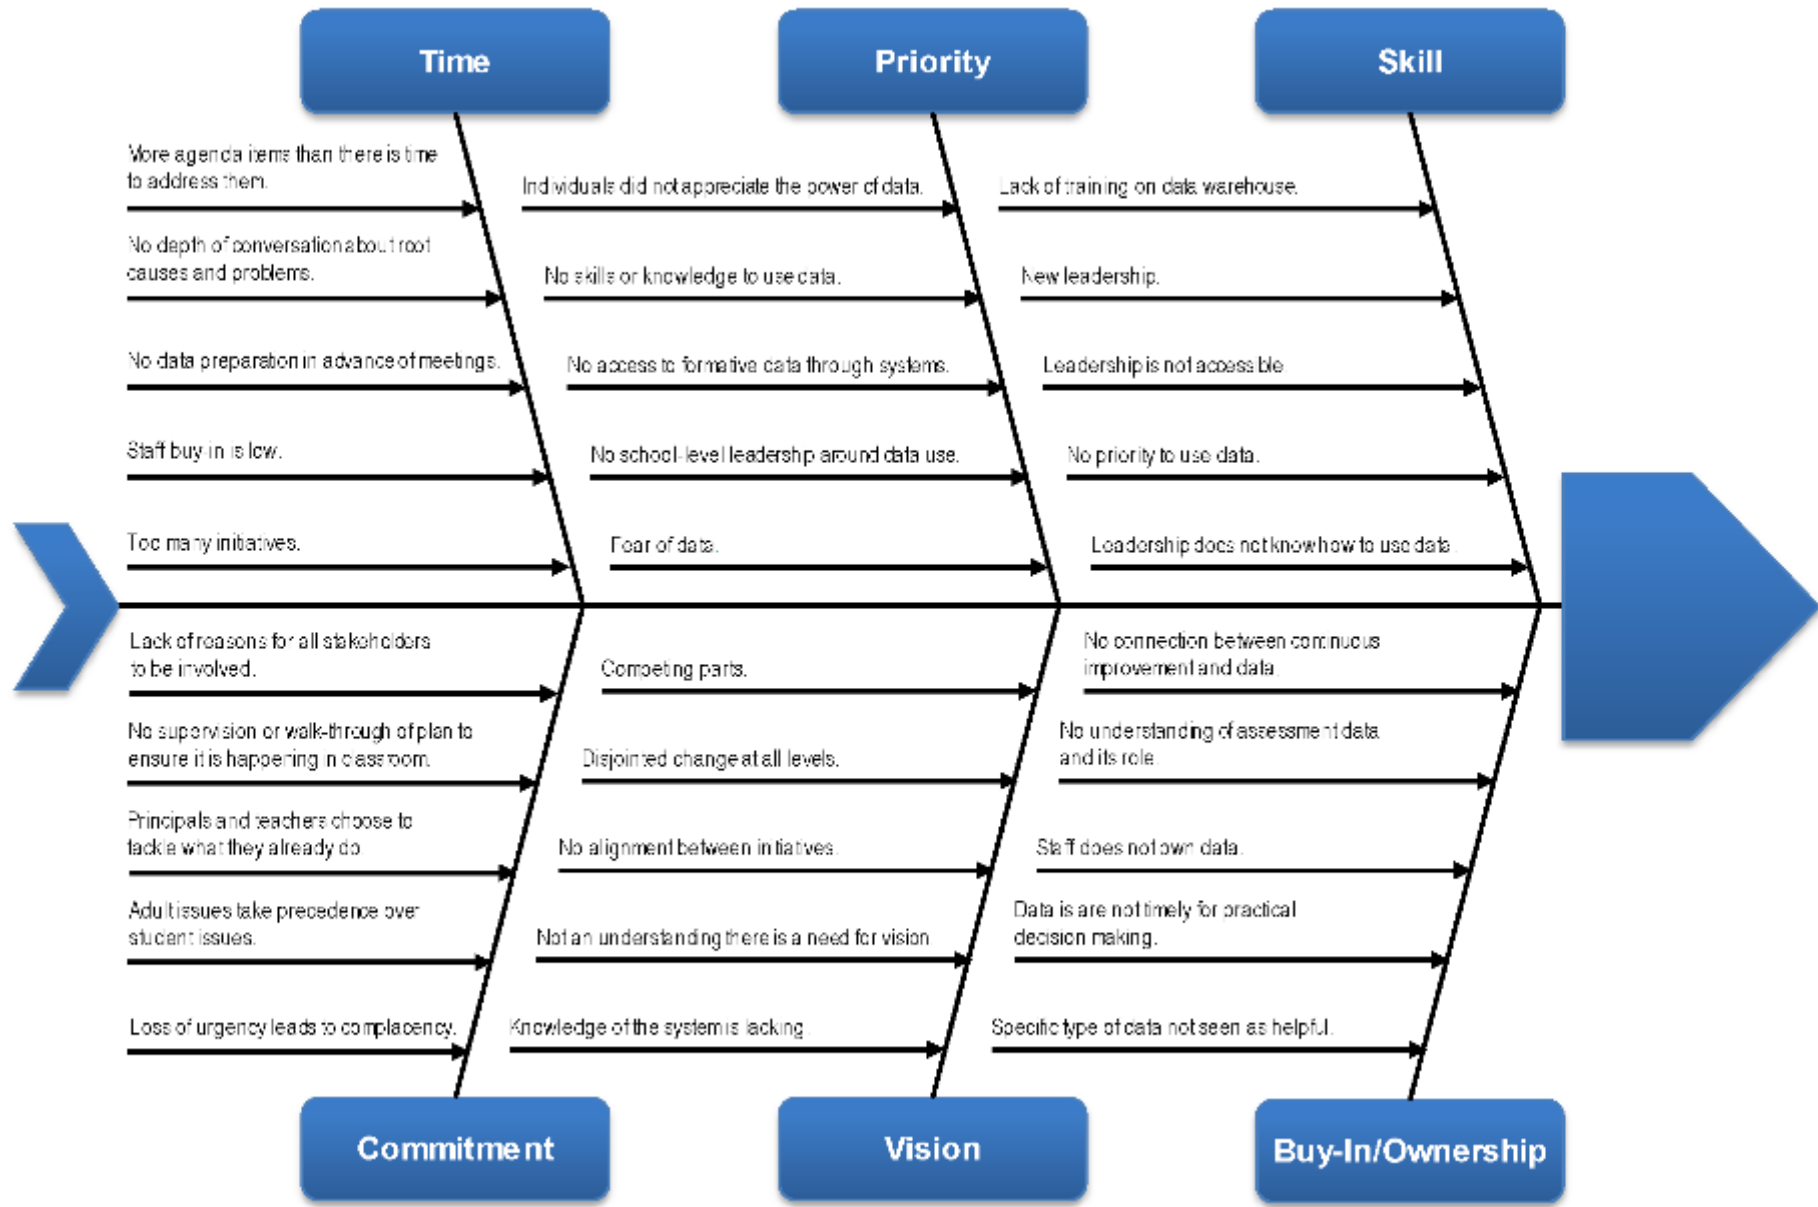 Time
Priority
Skill
More agenda items than there is time
to address them.
No depth of conversation about root
causes and problems.
No data preparation in advance of meetings.
Staff buy-in is low.
Too many initiatives.
Individuals did not appreciate the power of data.
No skills or knowledge to use data.
No access to formative data through systems.
No school-level leadership around data use.
Fear of data.
Lack of training on data warehouse.
New leadership.
Leadership is not accessible
No priority to use data.
Leadership does not know how to use data.
Lack of reasons for all stakeholders
to be involved.
No supervision or walk-through of plan to
ensure it is happening in classroom.
Principals and teachers choose to
tackle what they already do.
Adult issues take precedence over
student issues.
Loss of urgency leads to complacency.
Competing parts.
Disjointed change at all levels.
No alignment between initiatives.
Not an understanding there is a need for vision
Knowledge of the system is lacking.
No connection between continuous
improvement and data.
No understanding of assessment data
and its role.
Staff does not own data.
Data is are not timely for practical
decision making.
Specific type of data not seen as helpful.
Commitment
Vision
Buy-In/Ownership